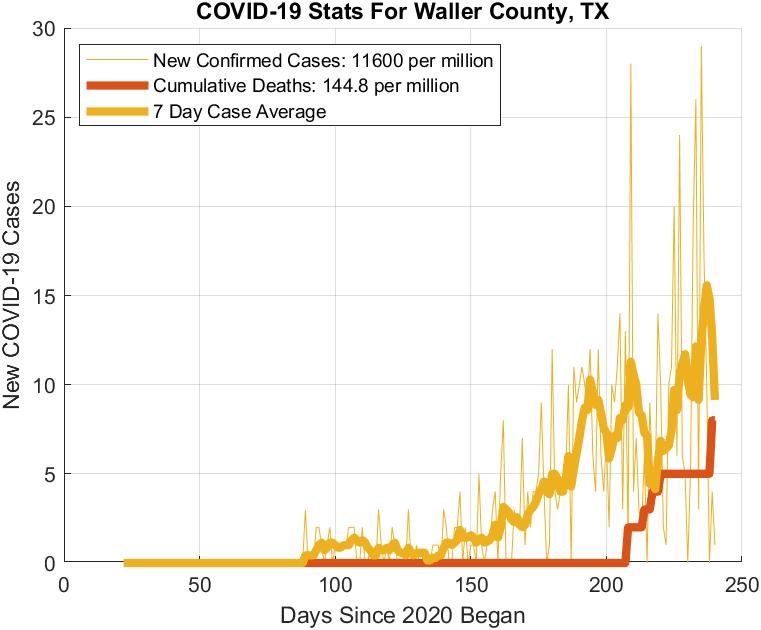 COVID-19 Stats For Waller County, TX
New Confirmed Cases: 11600 per million
Cumulative Deaths: 144.8 per million
7 Day Case Average
New COVID-19 Cases
30
25
20
15
10
5
0
0 50 100 150 200 250
Days Since 2020 Began